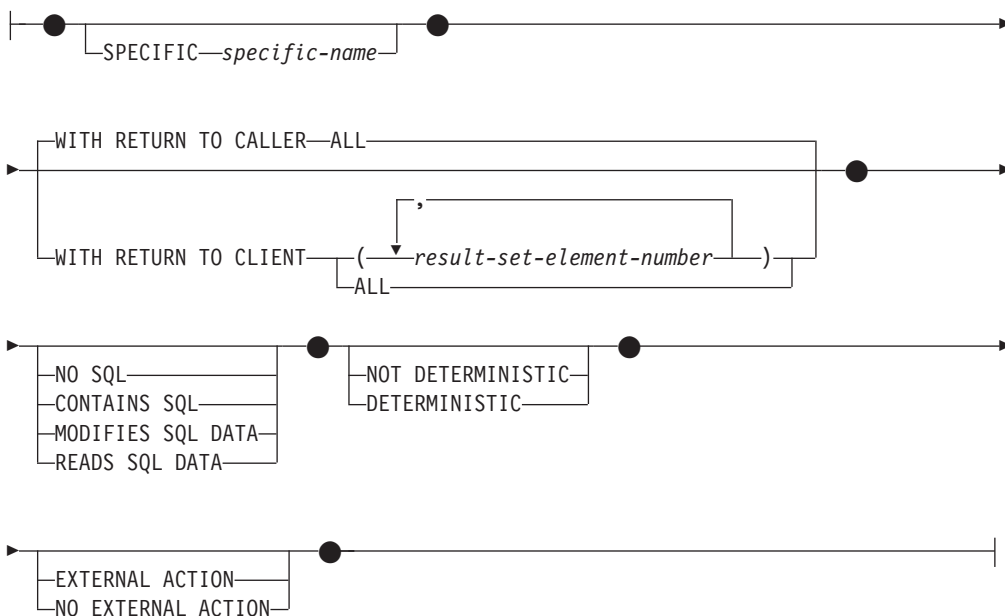 SPECIFIC specific-name
WITH RETURN TO CALLER ALL
,
WITH RETURN TO CLIENT ( result-set-element-number )
ALL
NO SQL
CONTAINS SQL
MODIFIES SQL DATA
READS SQL DATA
NOT DETERMINISTIC
DETERMINISTIC
EXTERNAL ACTION
NO EXTERNAL ACTION